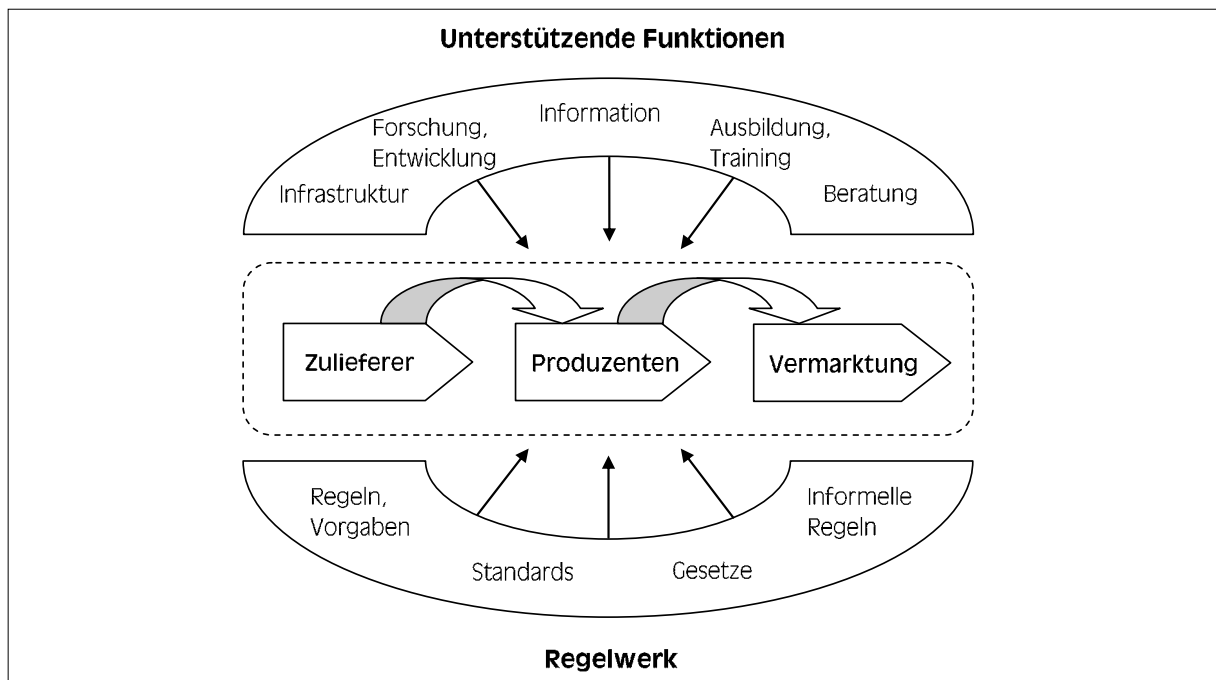 Unterstützende Funktionen
Information
Forschung,
Entwicklung
Ausbildung,
Training
Infrastruktur
Beratung
Zulieferer
Produzenten
Vermarktung
Regeln,
Vorgaben
Informelle
Regeln
Standards
Gesetze
Regelwerk